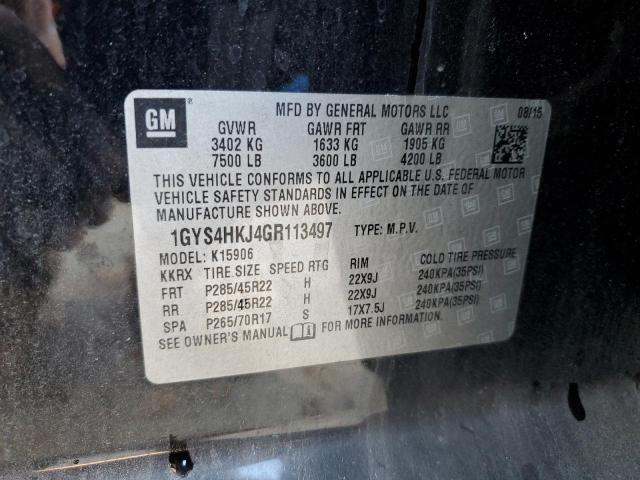 GM
MFD BY GENERAL MOTORS LLC 08/15
GVWR GAWR FRT GAWR RR
3402 KG 1633 KG 1905 KG
7500 LB 3600 LB 4200 LB
THIS VEHICLE CONFORMS TO ALL APPLICABLE U.S. FEDERAL MOTOR
VEHICLE SAFETY STANDARDS IN EFFECT ON THE DATE OF
MANUFACTURE SHOWN ABOVE.
1GYS4HKJ4GR113497 TYPE: M.P.V.
MODEL: K15906
KKRX TIRE SIZE SPEED RTG RIM COLD TIRE PRESSURE
FRT P285/45R22 H 22X9J 240KPA(35PSI)
RR P285/45R22 H 22X9J 240KPA(35PSI)
SPA P265/70R17 S 17X7.5J 240KPA(35PSI)
SEE OWNER'S MANUAL FOR MORE INFORMATION.